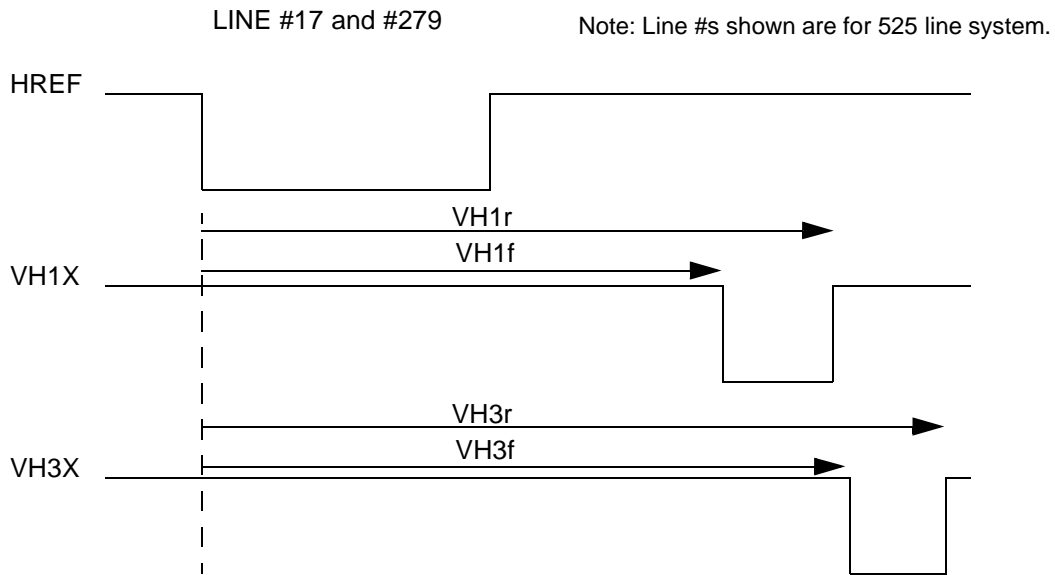 LINE #17 and #279
Note: Line #s shown are for 525 line system.
HREF
VH1r
VH1f
VH1X
VH3r
VH3f
VH3X